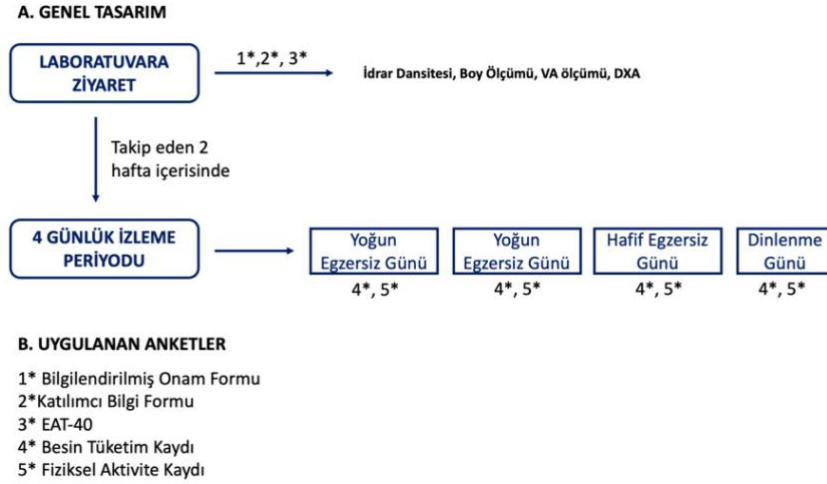 A. GENEL TASARIM
LABORATUVARA
ZİYARET
1*,2*, 3*
İdrar Dansitesi, Boy Ölçümü, VA ölçümü, DXA
Takip eden 2
hafta içerisinde
4 GÜNLÜK İZLEME
PERİYODU
Yoğun
Egzersiz Günü
4*, 5*
Yoğun
Egzersiz Günü
4*, 5*
Hafif Egzersiz
Günü
4*, 5*
Dinlenme
Günü
4*, 5*
B. UYGULANAN ANKETLER
1* Bilgilendirilmiş Onam Formu
2*Katılımcı Bilgi Formu
3* EAT-40
4* Besin Tüketim Kaydı
5* Fiziksel Aktivite Kaydı